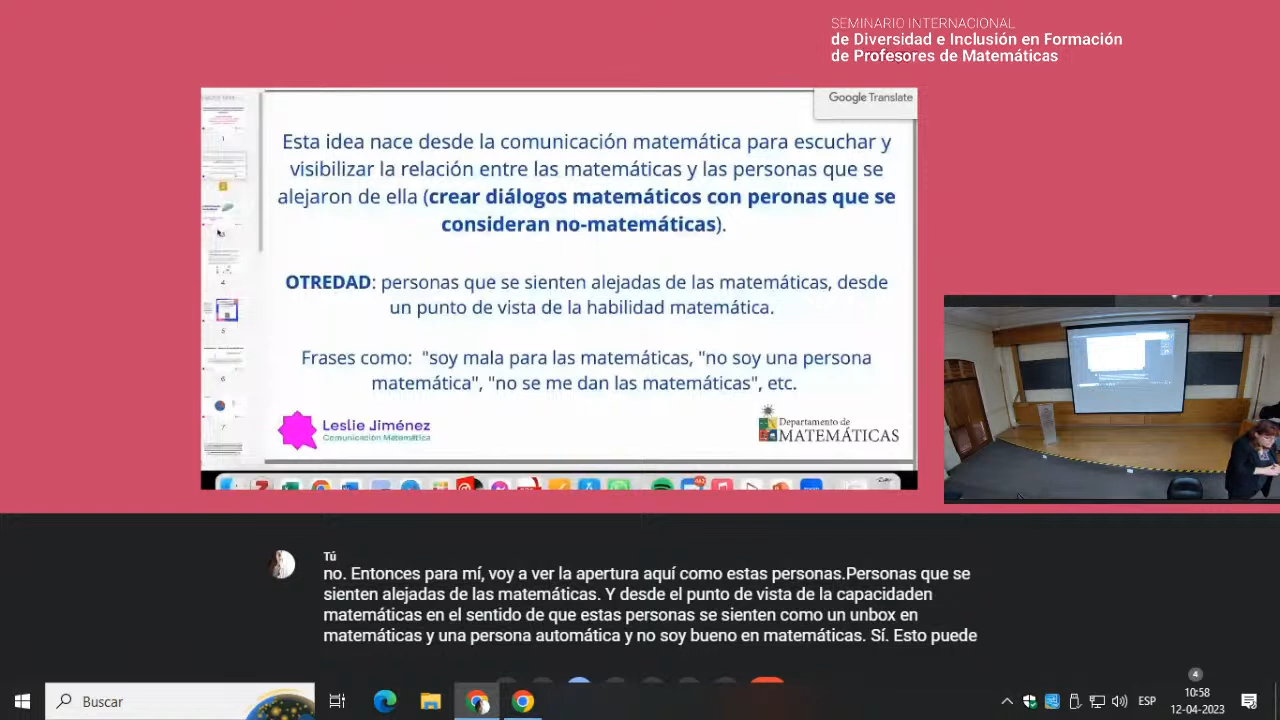 SEMINARIO INTERNACIONAL
de Diversidad e Inclusión en Formación
de Profesores de Matemáticas
Google Translate
Esta idea nace desde la comunicación matemática para escuchar y
visibilizar la relación entre las matemáticas y las personas que se
alejaron de ella (crear diálogos matemáticos con peronas que se
consideran no-matemáticas).
OTREDAD: personas que se sienten alejadas de las matemáticas, desde
un punto de vista de la habilidad matemática.
Frases como: "soy mala para las matemáticas, "no soy una persona
matemática", "no se me dan las matemáticas", etc.
Leslie Jiménez
Comunicación Matemática
Departamento de
MATEMÁTICAS
1
3
4
5
6
7
Tú
no. Entonces para mí, voy a ver la apertura aquí como estas personas.Personas que se
sienten alejadas de las matemáticas. Y desde el punto de vista de la capacidaden
matemáticas en el sentido de que estas personas se sienten como un unbox en
matemáticas y una persona automática y no soy bueno en matemáticas. Sí. Esto puede
Buscar
4
ESP
10:58
12-04-2023